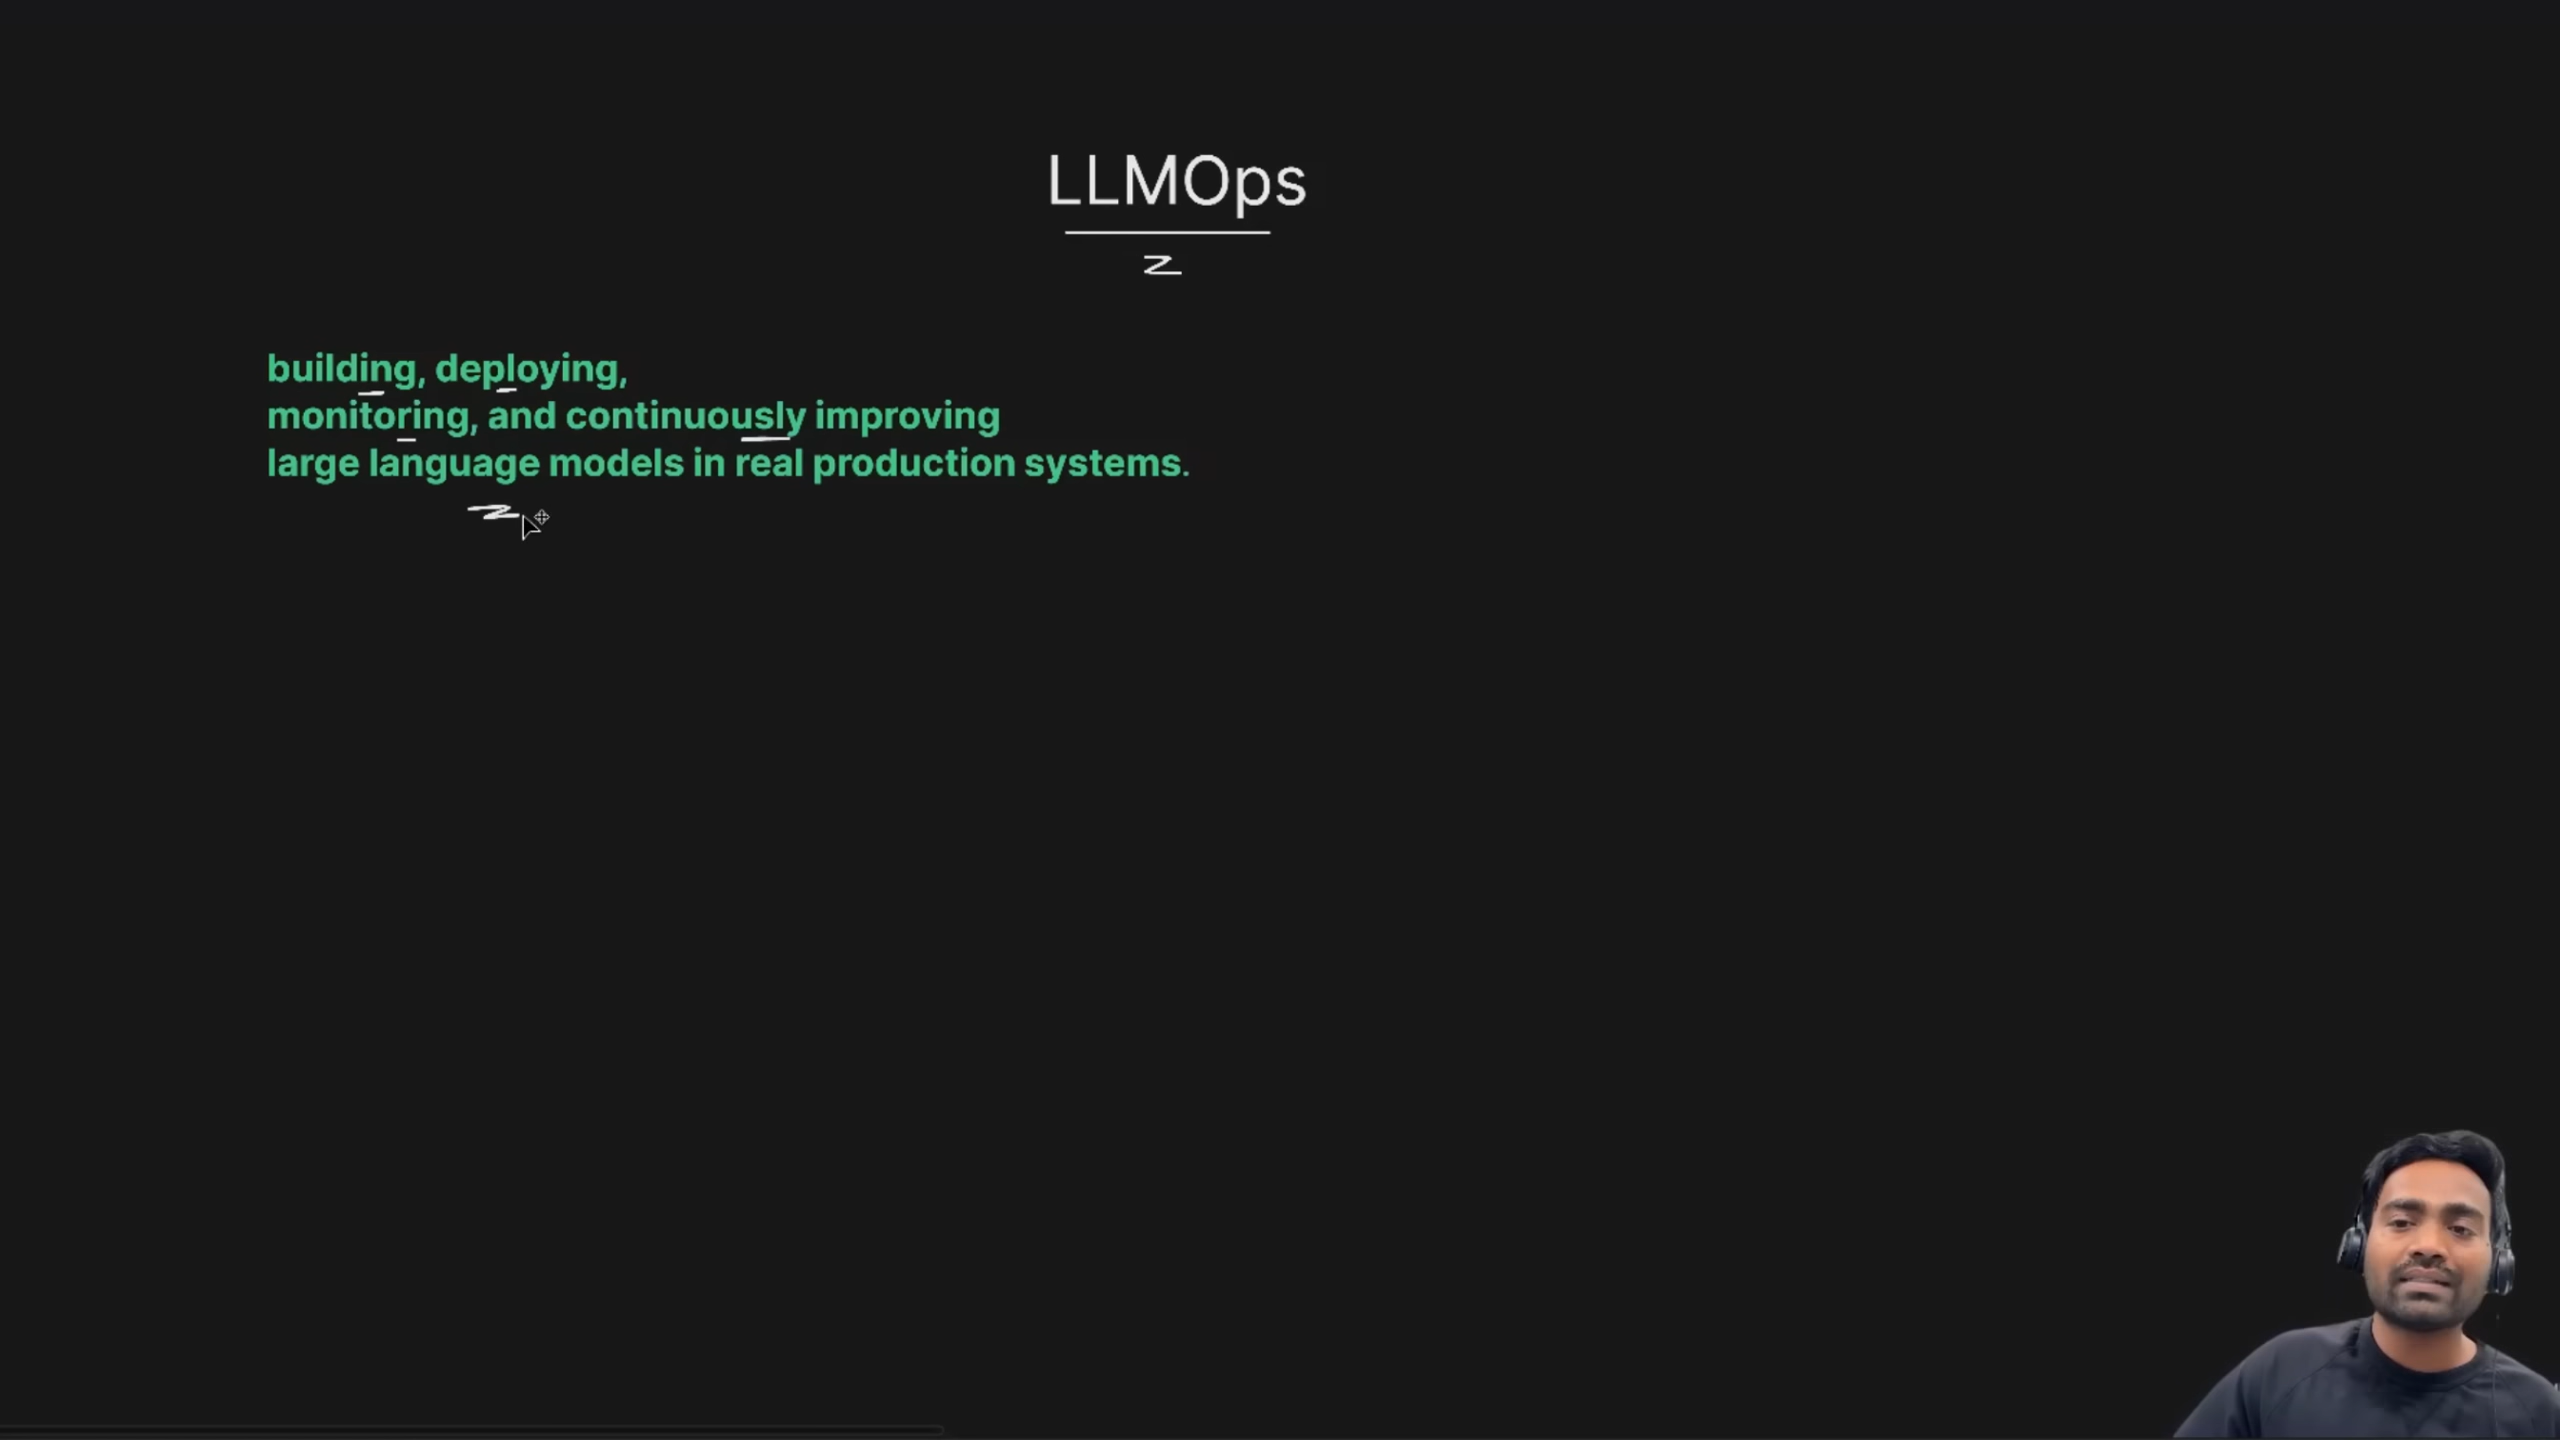 LLMOps
building, deploying,
monitoring, and continuously improving
large language models in real production systems.